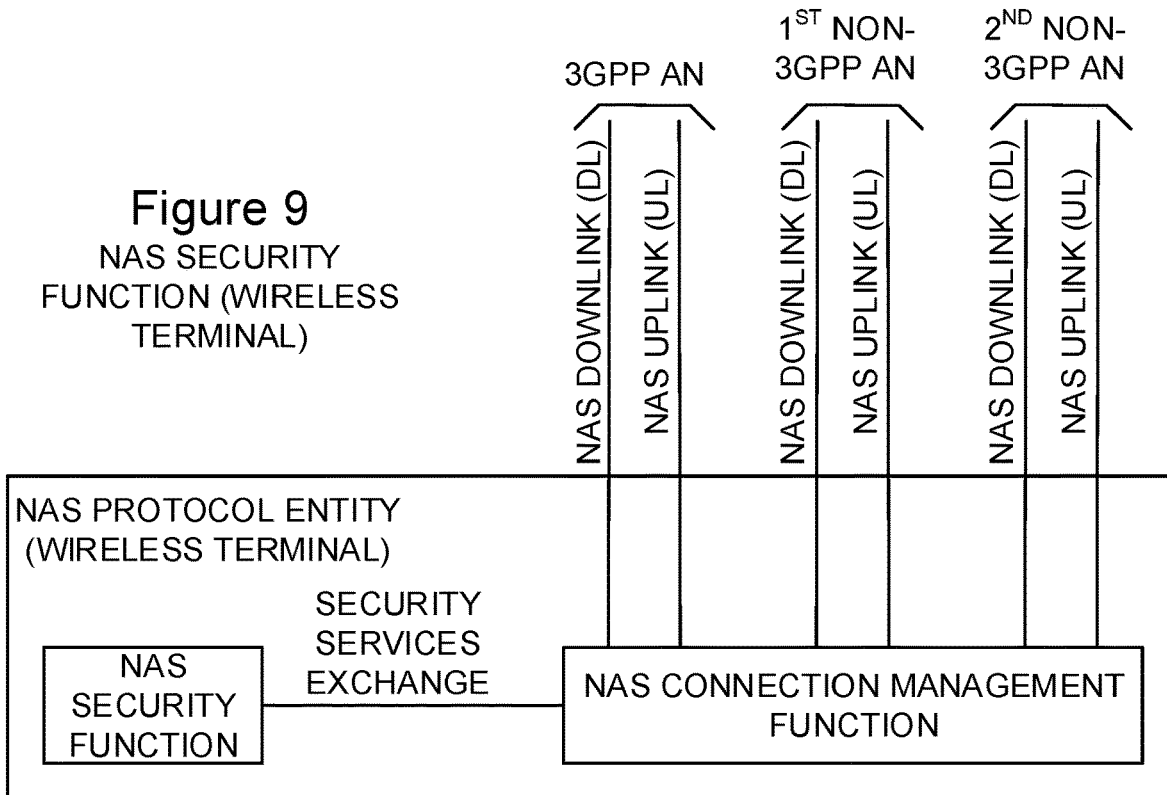 3GPP AN
1ST NON-
3GPP AN
2ND NON-
3GPP AN
Figure 9
NAS SECURITY
FUNCTION (WIRELESS
TERMINAL)
NAS DOWNLINK (DL)
NAS UPLINK (UL)
NAS DOWNLINK (DL)
NAS UPLINK (UL)
NAS DOWNLINK (DL)
NAS UPLINK (UL)
NAS PROTOCOL ENTITY
(WIRELESS TERMINAL)
SECURITY
SERVICES
EXCHANGE
NAS
SECURITY
FUNCTION
NAS CONNECTION MANAGEMENT
FUNCTION